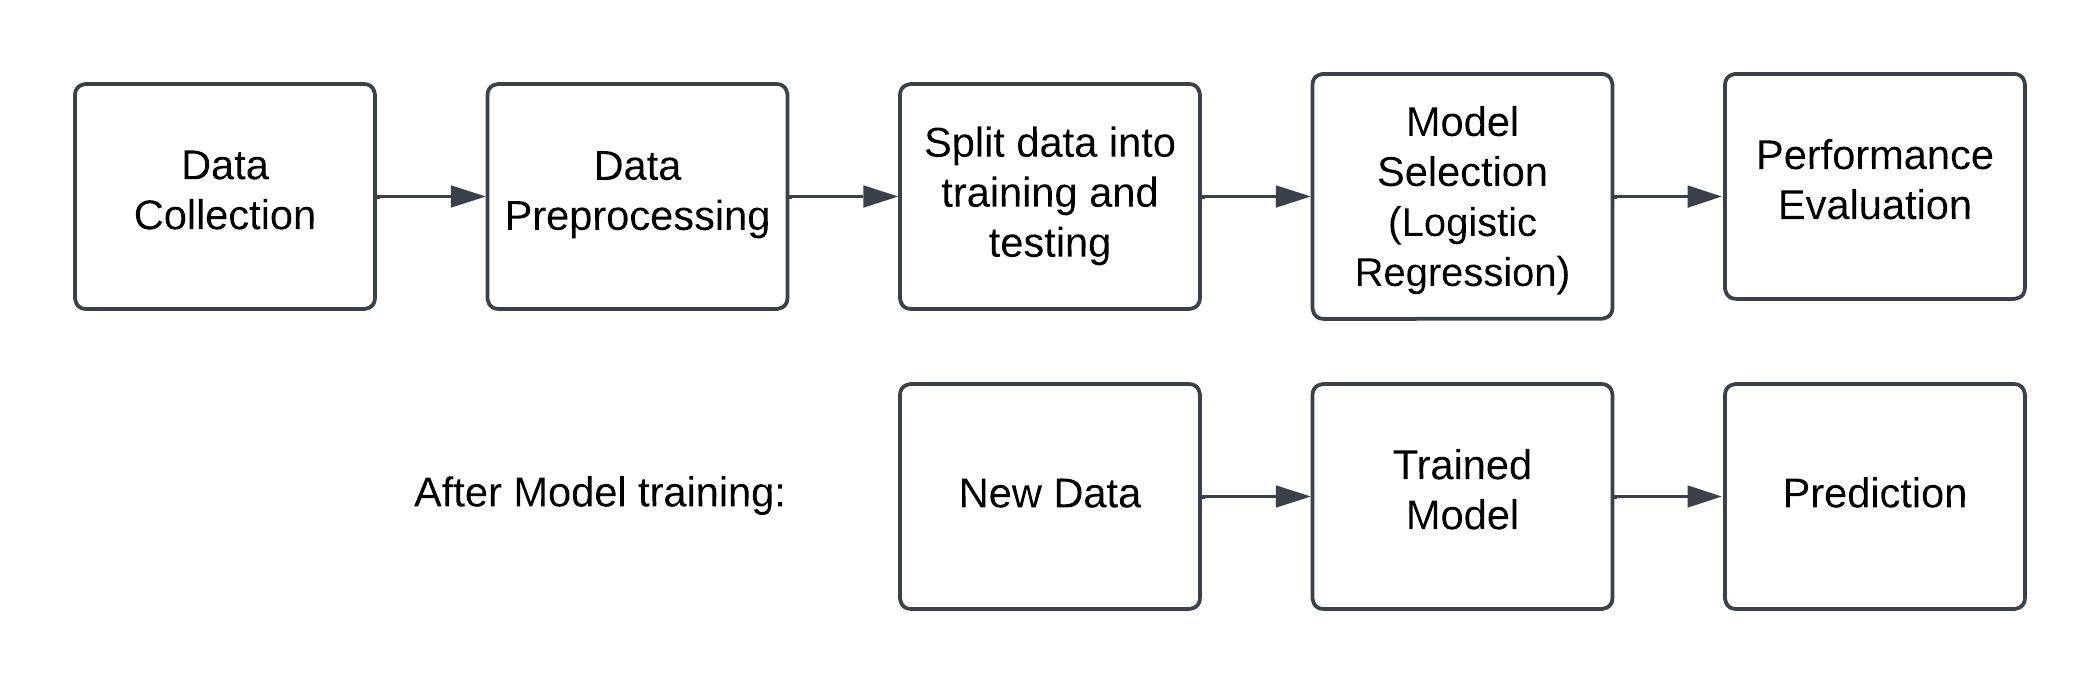 Data
Collection
Data
Preprocessing
Split data into
training and
testing
Model
Selection
(Logistic
Regression)
Performance
Evaluation
After Model training:
New Data
Trained
Model
Prediction